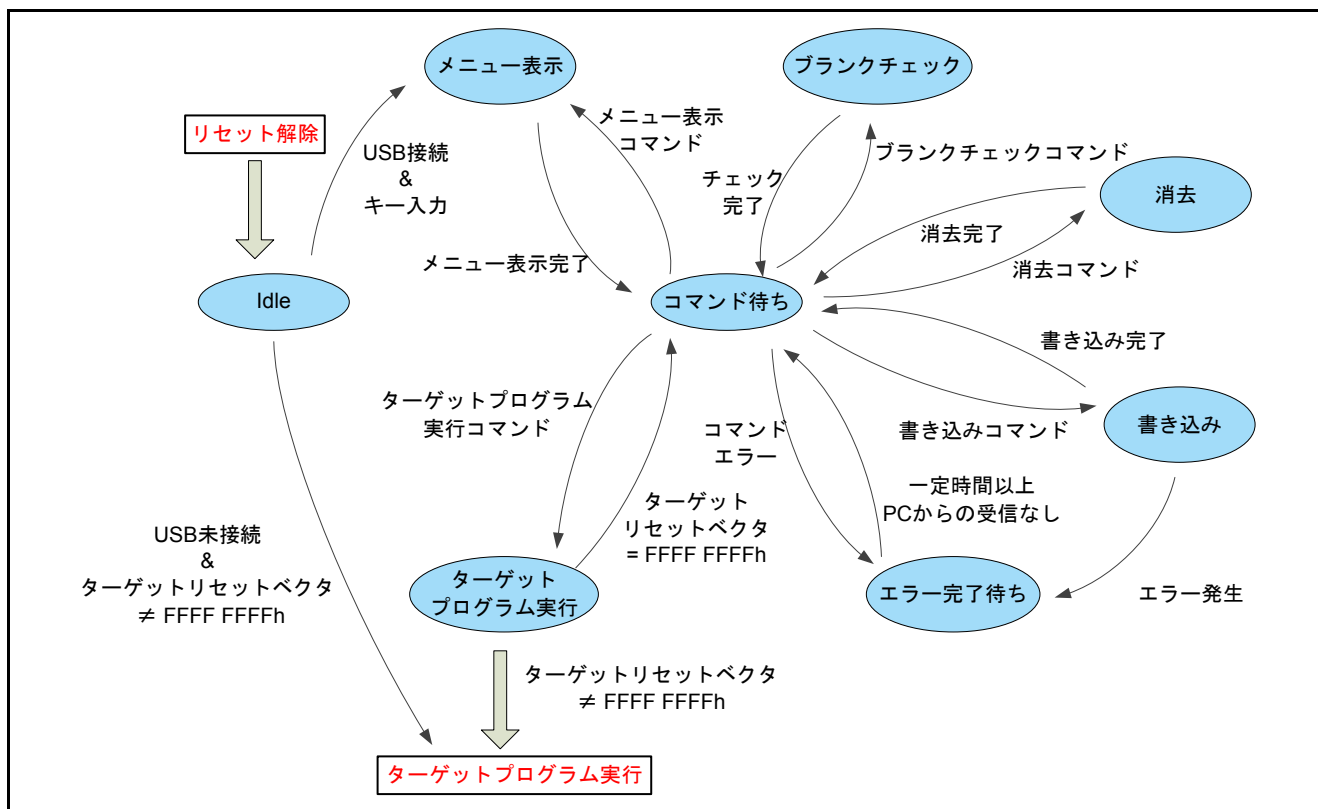 メニュー表示
ブランクチェック
リセット解除
USB接続
&
キー入力
メニュー表示
コマンド
チェック
完了
ブランクチェックコマンド
消去
消去完了
消去コマンド
メニュー表示完了
Idle
コマンド待ち
書き込み完了
ターゲットプログラム
実行コマンド
コマンド
エラー
書き込みコマンド
書き込み
ターゲット
リセットベクタ
= FFFF FFFFh
一定時間以上
PCからの受信なし
USB未接続
&
ターゲットリセットベクタ
≠ FFFF FFFFh
ターゲット
プログラム実行
エラー完了待ち
エラー発生
ターゲットリセットベクタ
≠ FFFF FFFFh
ターゲットプログラム実行